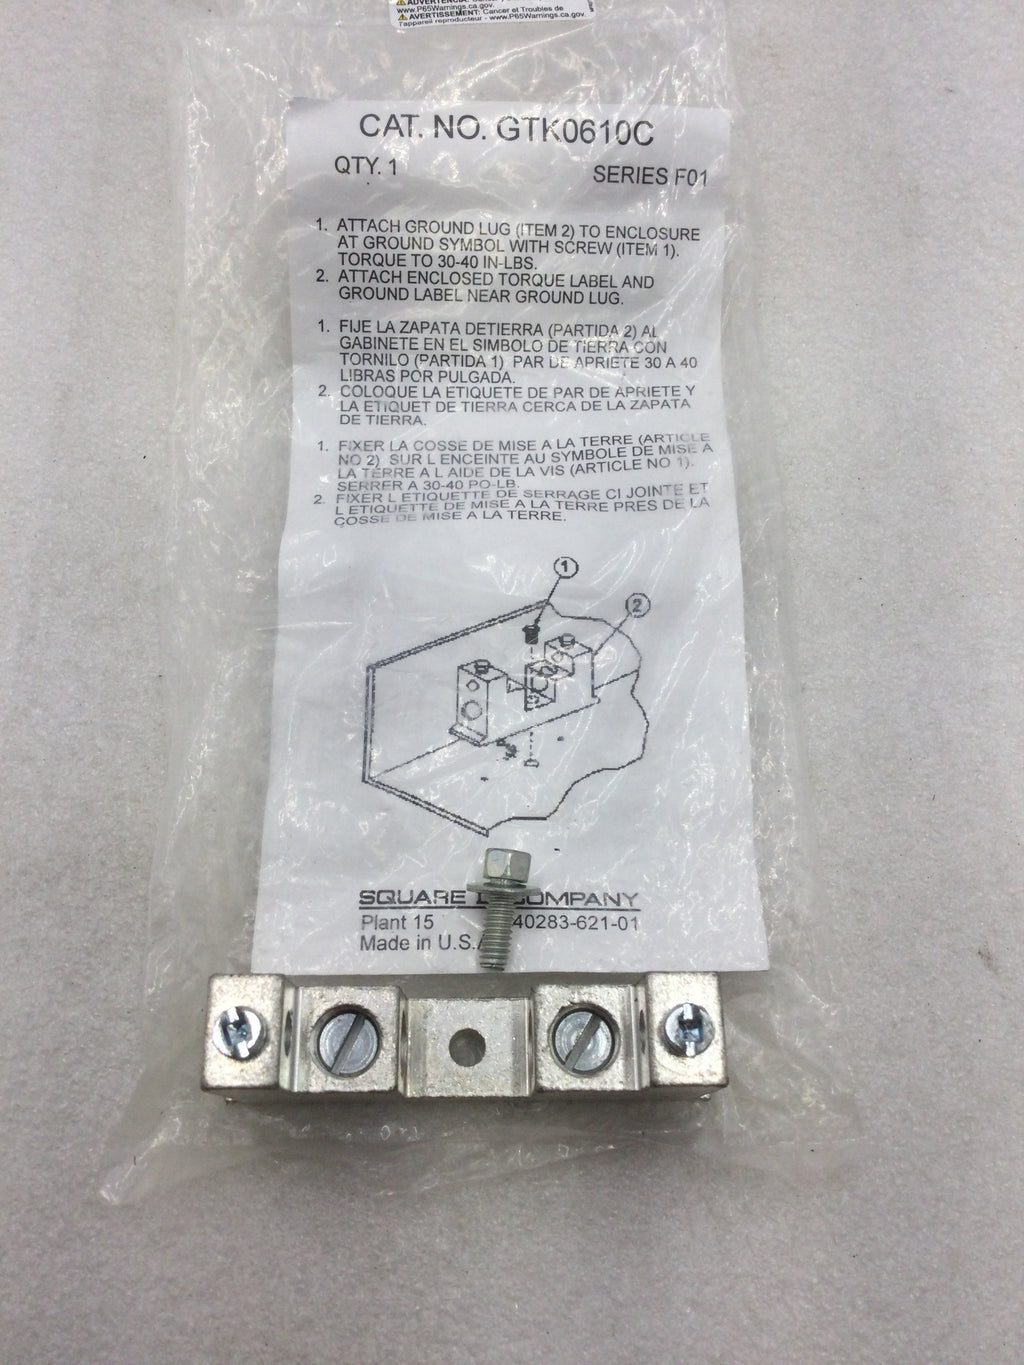 ADVERTENCIA:
www.P65Warnings.ca.gov.
AVERTISSEMENT: Cancer et Troubles de
l'appareil reproducteur - www.P65Warnings.ca.gov.
CAT. NO. GTK0610C
QTY. 1
SERIES F01
1. ATTACH GROUND LUG (ITEM 2) TO ENCLOSURE
AT GROUND SYMBOL WITH SCREW (ITEM 1).
TORQUE TO 30-40 IN-LBS.
2. ATTACH ENCLOSED TORQUE LABEL AND
GROUND LABEL NEAR GROUND LUG.
1. FIJE LA ZAPATA DETIERRA (PARTIDA 2) AL
GABINETE EN EL SIMBOLO DE TIERRA CON
TORNILO (PARTIDA 1) PAR DE APRIETE 30 A 40
LIBRAS POR PULGADA.
2. COLOQUE LA ETIQUETE DE PAR DE APRIETE Y
LA ETIQUET DE TIERRA CERCA DE LA ZAPATA
DE TIERRA.
1. FIXER LA COSSE DE MISE A LA TERRE (ARTICLE
NO 2) SUR L ENCEINTE AU SYMBOLE DE MISE A
LA TERRE A L AIDE DE LA VIS (ARTICLE NO 1).
SERRER A 30-40 PO-LB.
2. FIXER L ETIQUETTE DE SERRAGE CI JOINTE ET
L ETIQUETTE DE MISE A LA TERRE PRES DE LA
COSSE DE MISE A LA TERRE.
1
2
SQUARE D COMPANY
Plant 15
40283-621-01
Made in U.S.A